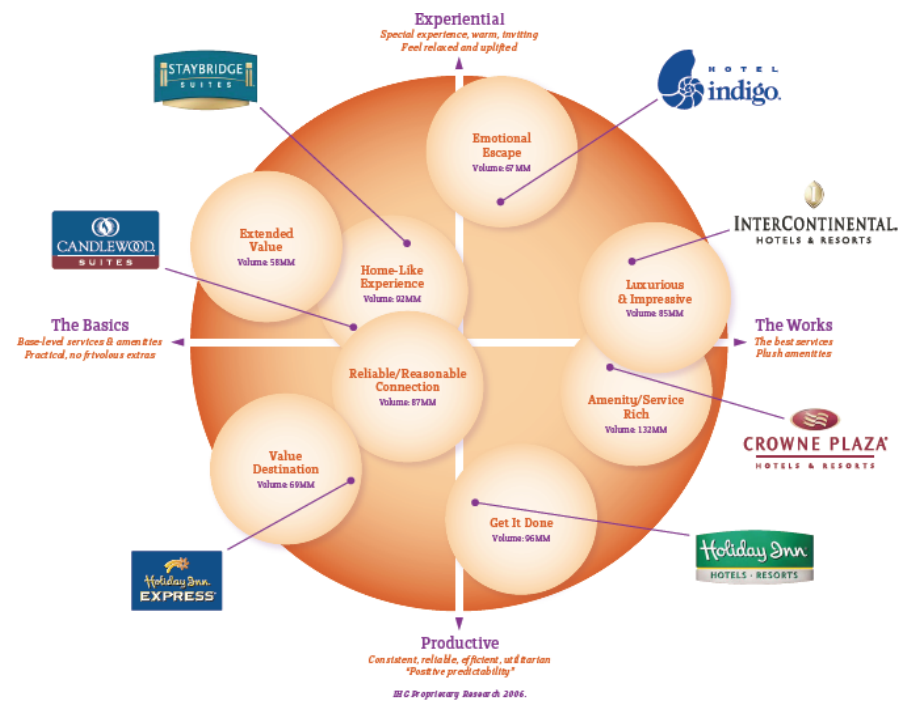 Experiential
Special experience, warm, inviting
Feel relaxed and uplifted
STAYBRIDGE
SUITES
HOTEL
indigo.
Emotional
Escape
Volume: 67MM
INTERCONTINENTAL.
HOTELS & RESORTS
CANDLEWOOD
SUITES
Extended
Value
Volume: 58MM
Home-Like
Experience
Volume: 92MM
Luxurious
& Impressive
Volume: 85MM
The Basics
Base-level services & amenities
Practical, no frivolous extras
The Works
The best services
Plush amenities
Reliable/Reasonable
Connection
Volume: 87MM
Amenity/Service
Rich
Volume: 132MM
CROWNE PLAZA
HOTELS & RESORTS
Value
Destination
Volume: 69MM
Get It Done
Volume: 96MM
Holiday Inn
HOTELS · RESORTS
Holiday Inn
EXPRESS
Productive
Consistent, reliable, efficient, utilitarian
"Positive predictability"
IHG Proprietary Research 2006.